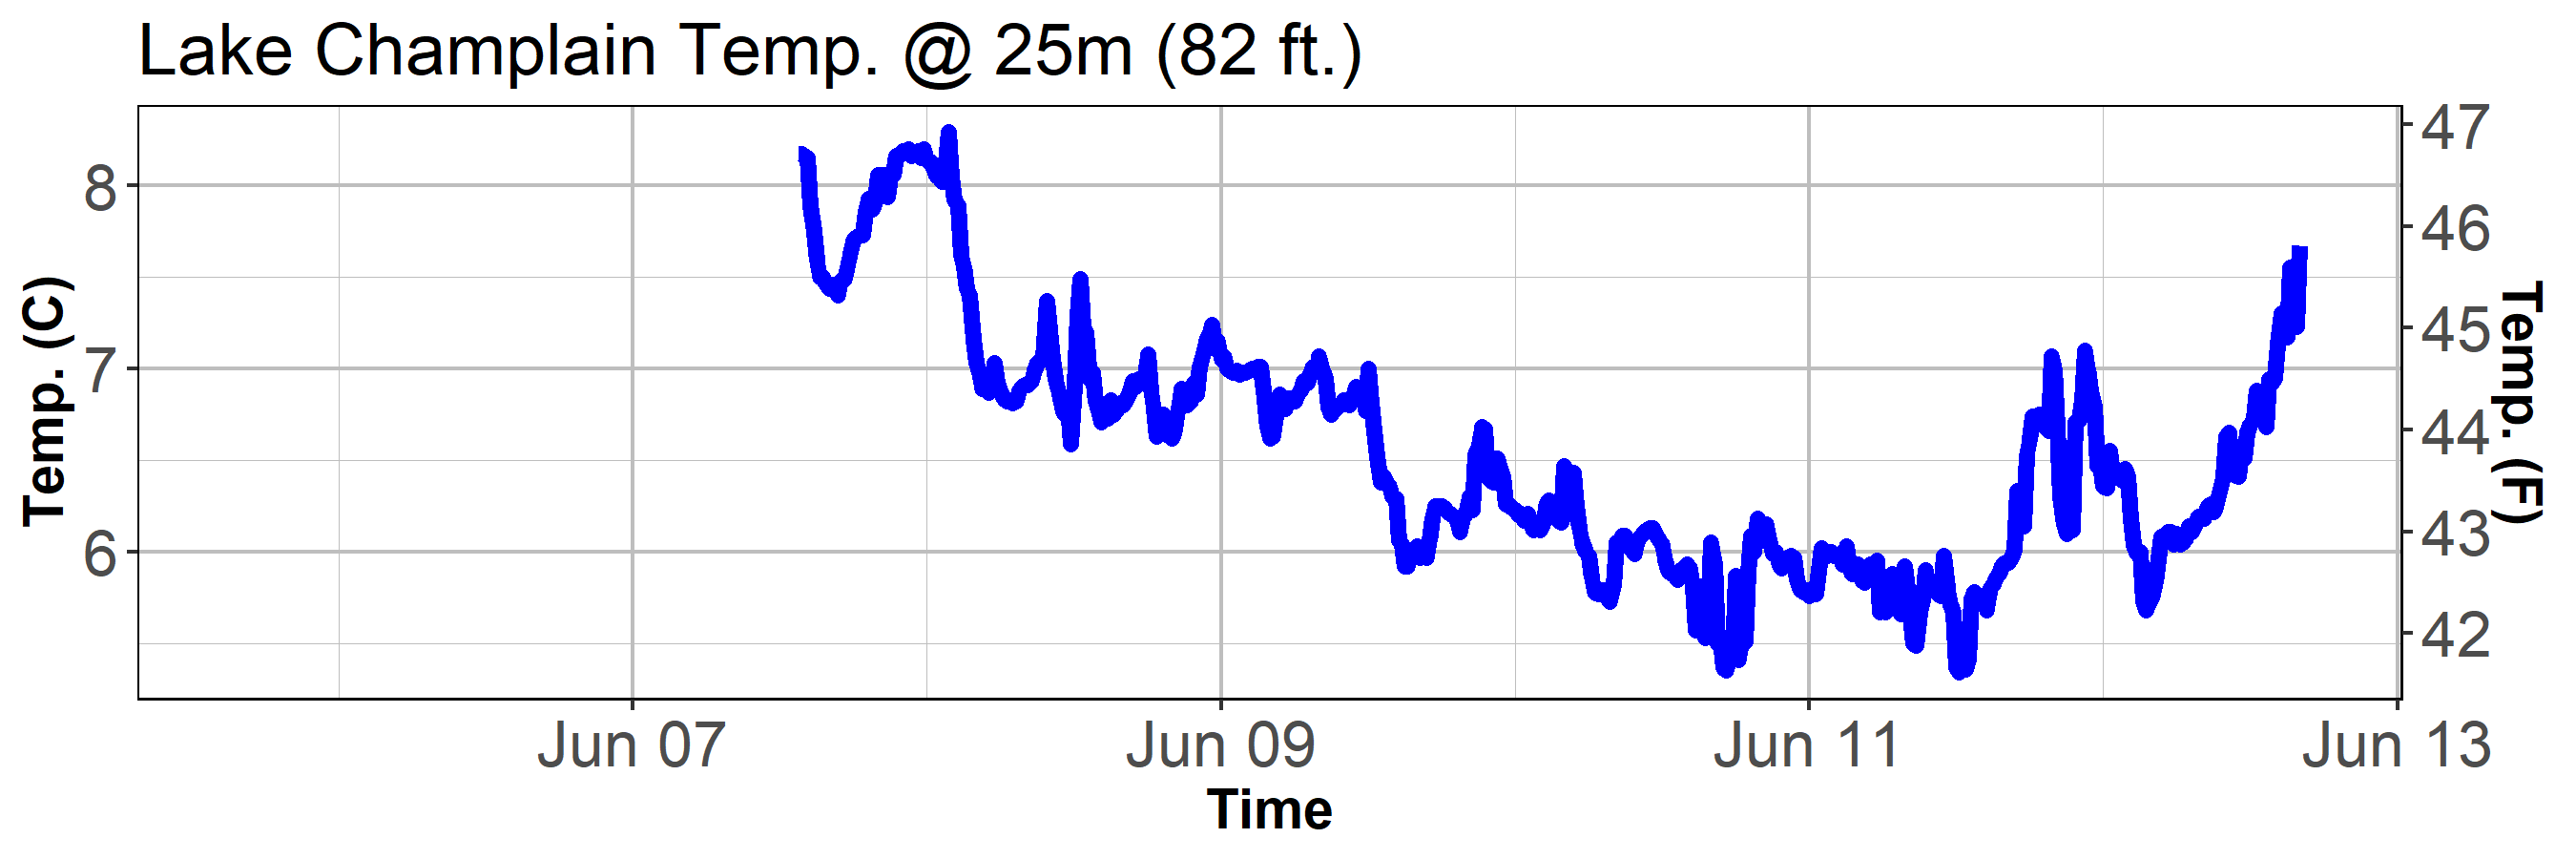 Lake Champlain Temp. @ 25m (82 ft.)
Temp. (C)
8
7
6
47
46
45
44
43
42
Temp. (F)
Jun 07 Jun 09 Jun 11 Jun 13
Time